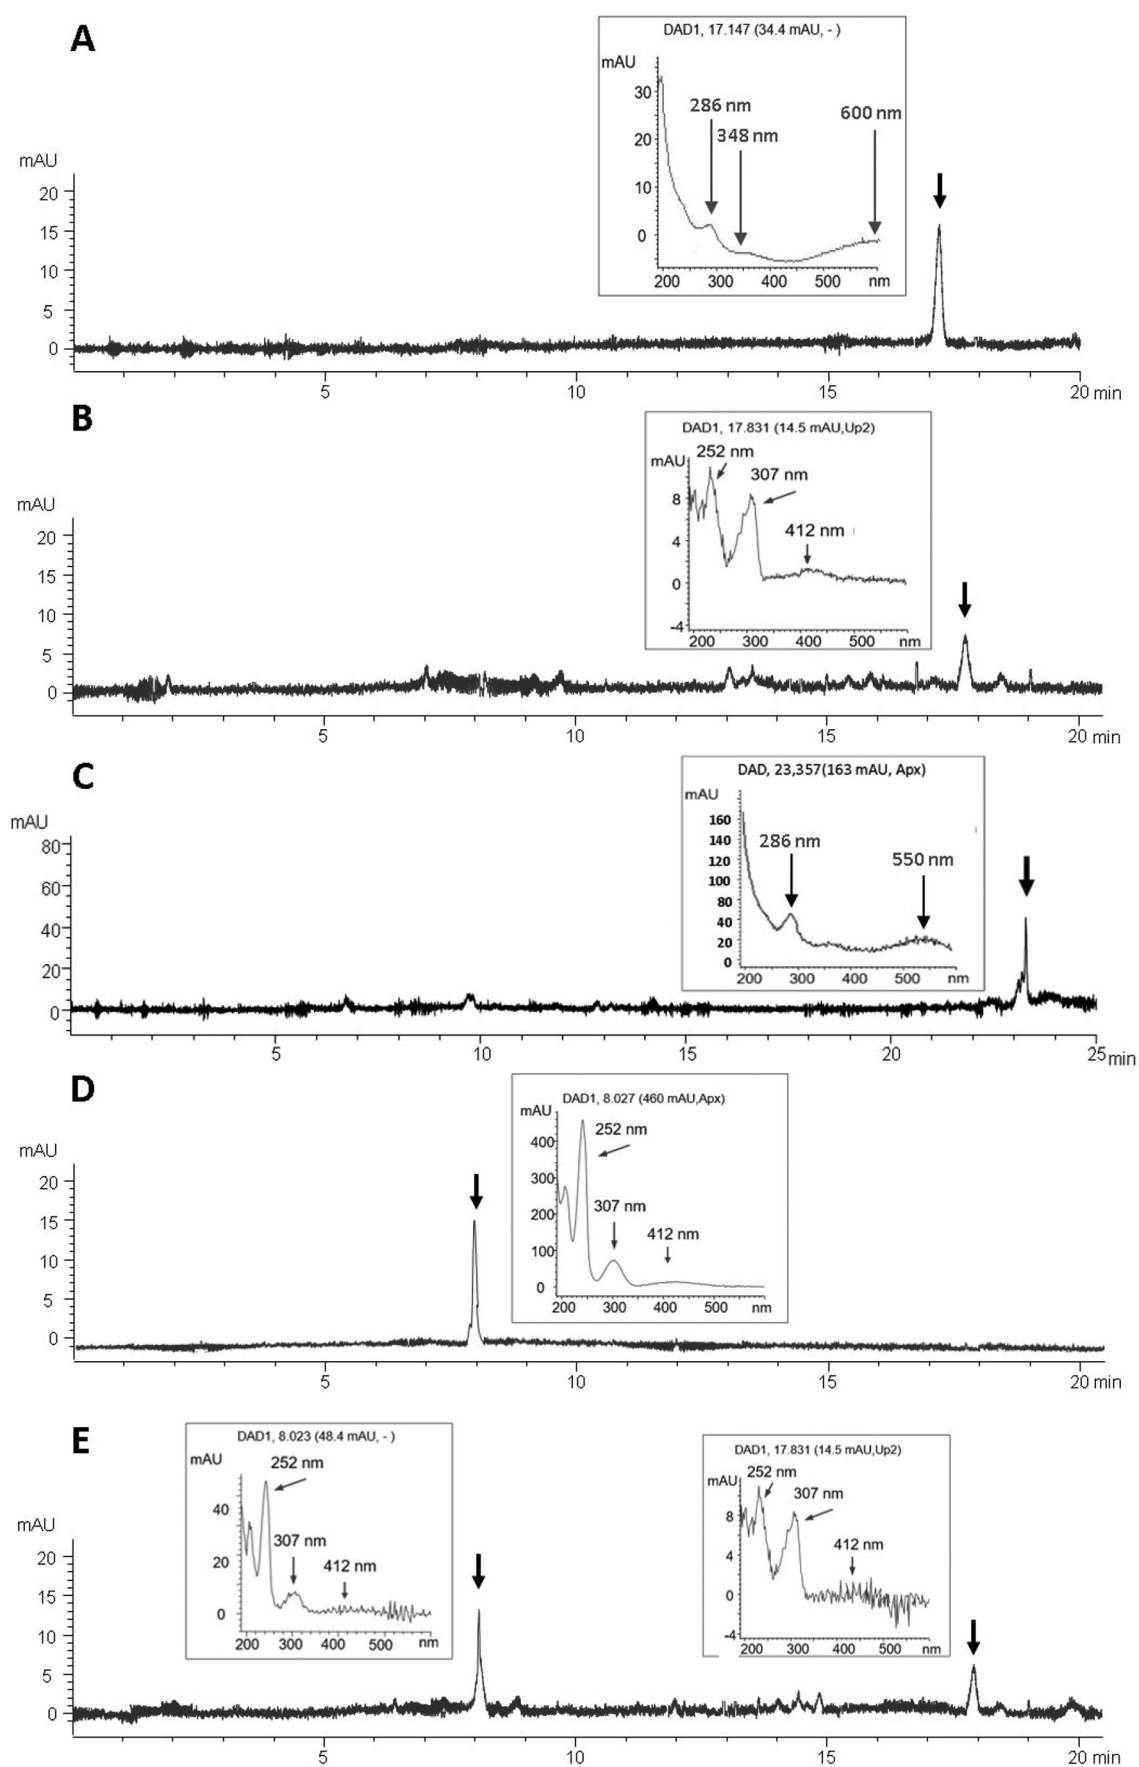 A
DAD1, 17.147 (34.4 mAU, - )
mAU
30
20
10
0
286 nm
348 nm
600 nm
200 300 400 500 nm
mAU
20
15
10
5
0
5 10 15 20 min
B
DAD1, 17.831 (14.5 mAU,Up2)
mAU
8
4
0
-4
252 nm
307 nm
412 nm
200 300 400 500 nm
mAU
20
15
10
5
0
5 10 15 20 min
C
DAD, 23,357(163 mAU, Apx)
mAU
160
140
120
100
80
40
20
0
286 nm
550 nm
200 300 400 500 nm
mAU
80
60
40
20
0
5 10 15 20 25 min
D
DAD1, 8.027 (460 mAU,Apx)
mAU
400
300
200
100
0
252 nm
307 nm
412 nm
200 300 400 500 nm
mAU
20
15
10
5
0
5 10 15 20 min
E
DAD1, 8.023 (48.4 mAU, - )
mAU
40
20
0
252 nm
307 nm
412 nm
200 300 400 500 nm
DAD1, 17.831 (14.5 mAU,Up2)
mAU
8
4
0
-4
252 nm
307 nm
412 nm
200 300 400 500 nm
mAU
20
15
10
5
0
5 10 15 20 min